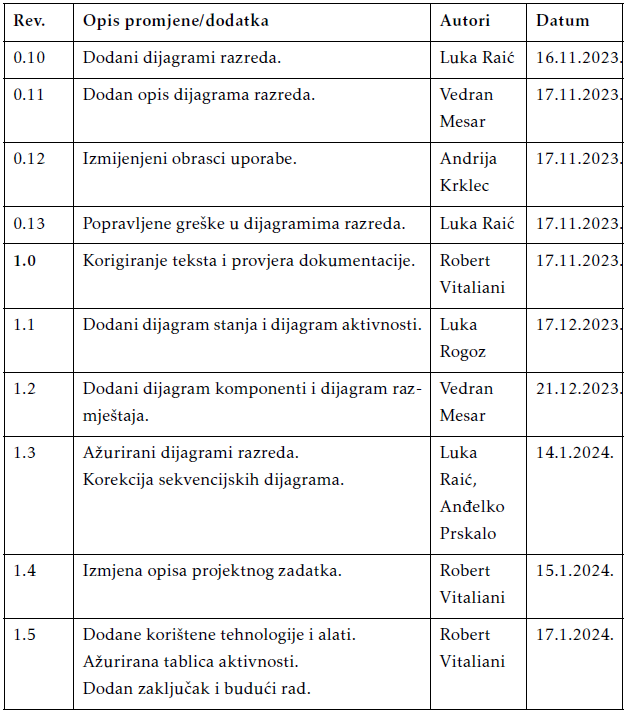 Rev. Opis promjene/dodatka Autori Datum
0.10 Dodani dijagrami razreda. Luka Raić 16.11.2023.
0.11 Dodan opis dijagrama razreda. Vedran 17.11.2023.
Mesar
0.12 Izmijenjeni obrasci uporabe. Andrija 17.11.2023.
Krklec
0.13 Popravljene greške u dijagramima razreda. Luka Raić 17.11.2023.
1.0 Korigiranje teksta i provjera dokumentacije. Robert 17.11.2023.
Vitaliani
1.1 Dodani dijagram stanja i dijagram aktivnosti. Luka 17.12.2023.
Rogoz
1.2 Dodani dijagram komponenti i dijagram raz- Vedran 21.12.2023.
mještaja. Mesar
1.3 Ažurirani dijagrami razreda. Luka 14.1.2024.
Korekcija sekvencijskih dijagrama. Raić,
Anđelko
Prskalo
1.4 Izmjena opisa projektnog zadatka. Robert 15.1.2024.
Vitaliani
1.5 Dodane korištene tehnologije i alati. Robert 17.1.2024.
Ažurirana tablica aktivnosti. Vitaliani
Dodan zaključak i budući rad.